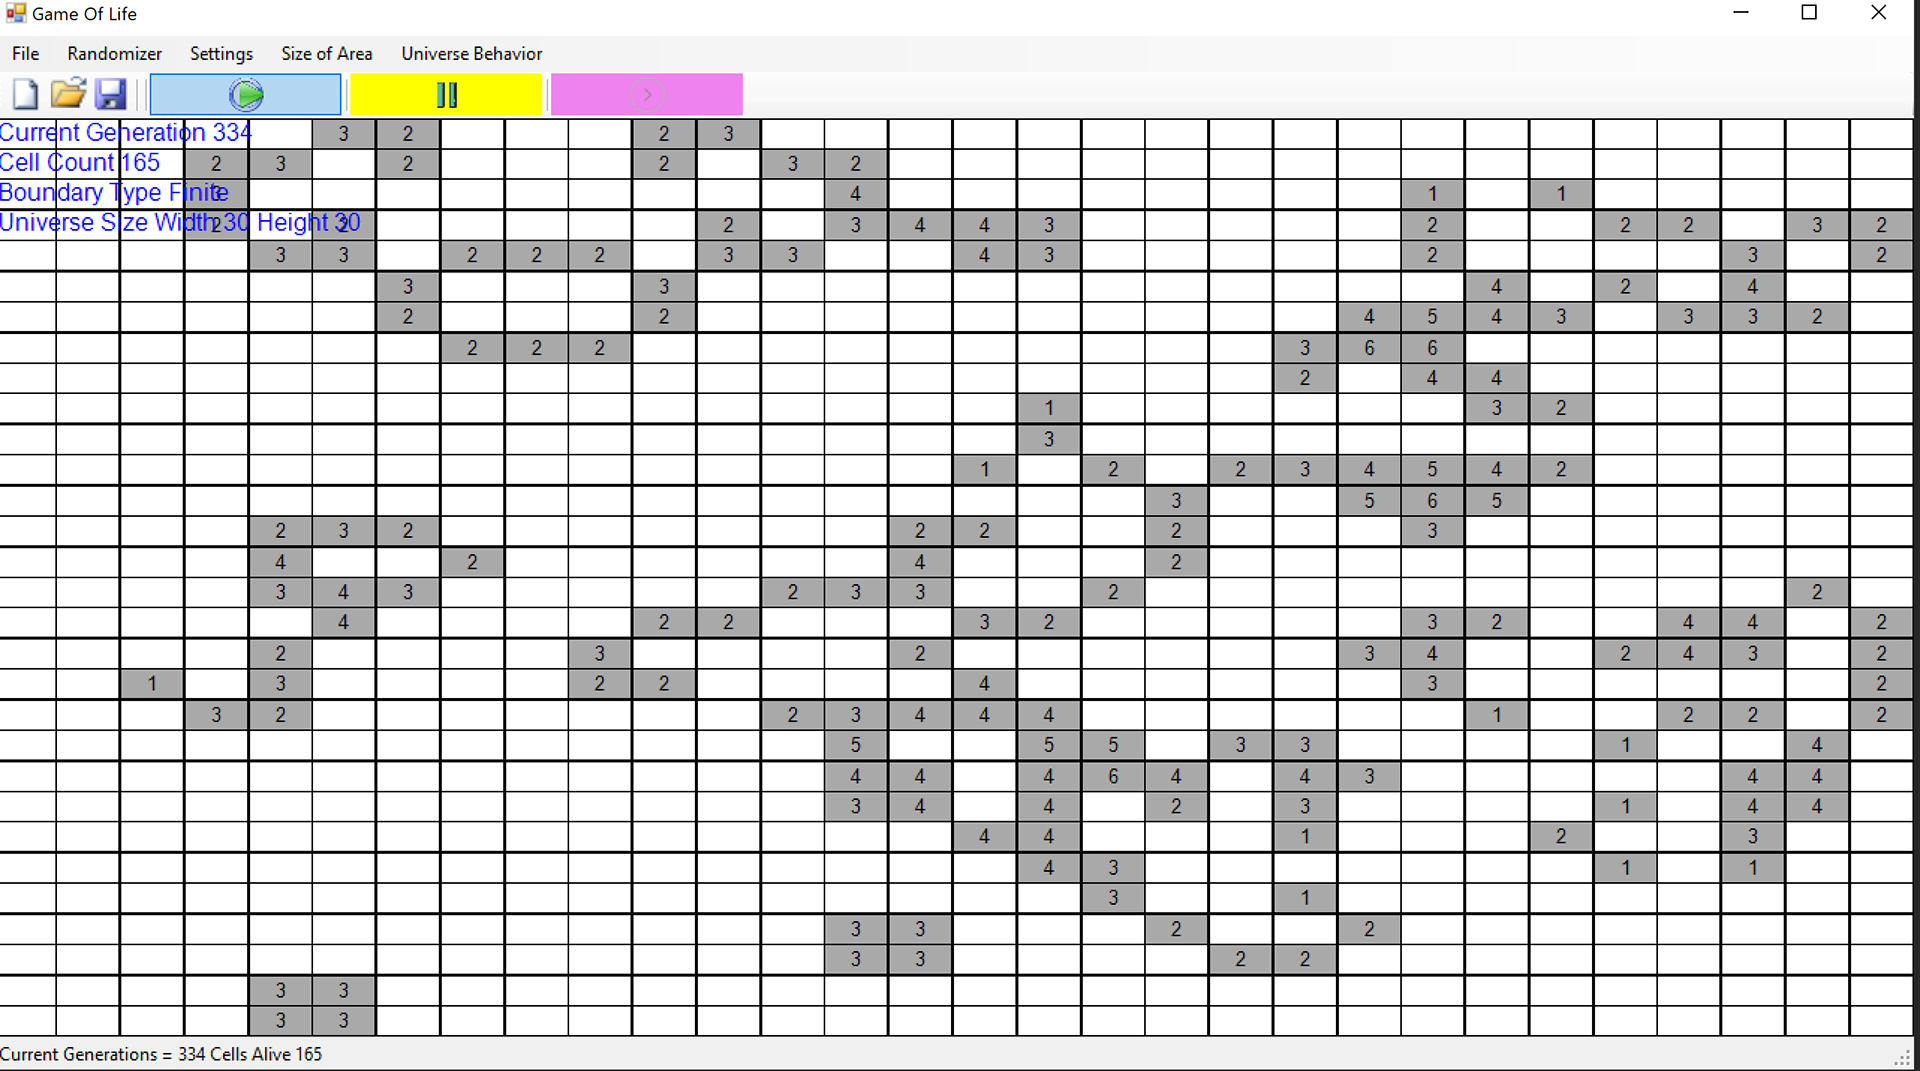 Game Of Life
File Randomizer Settings Size of Area Universe Behavior
Current Generation 334 3 2 2 3
Cell Count 165 2 3 2 2 3 2
Boundary Type Finite 3 4 1 1
Universe Size Width 30 Height 30 2 2 2 3 4 4 3 2 2 2 3 2
3 3 2 2 2 3 3 4 3 2 3 2
3 3 4 2 4
2 2 4 5 4 3 3 3 2
2 2 2 3 6 6
2 4 4
1 3 2
3
1 2 2 3 4 5 4 2
3 5 6 5
2 3 2 2 2 2 3
4 2 4 2
3 4 3 2 3 3 2 2
4 2 2 3 2 3 2 4 4 2
2 3 2 3 4 2 4 3 2
1 3 2 2 4 3 2
3 2 2 3 4 4 4 1 2 2 2
5 5 5 3 3 1 4
4 4 4 6 4 4 3 4 4
3 4 4 2 3 1 4 4
4 4 1 2 3
4 3 1 1
3 1
3 3 2 2
3 3 2 2
3 3
3 3
Current Generations = 334 Cells Alive 165